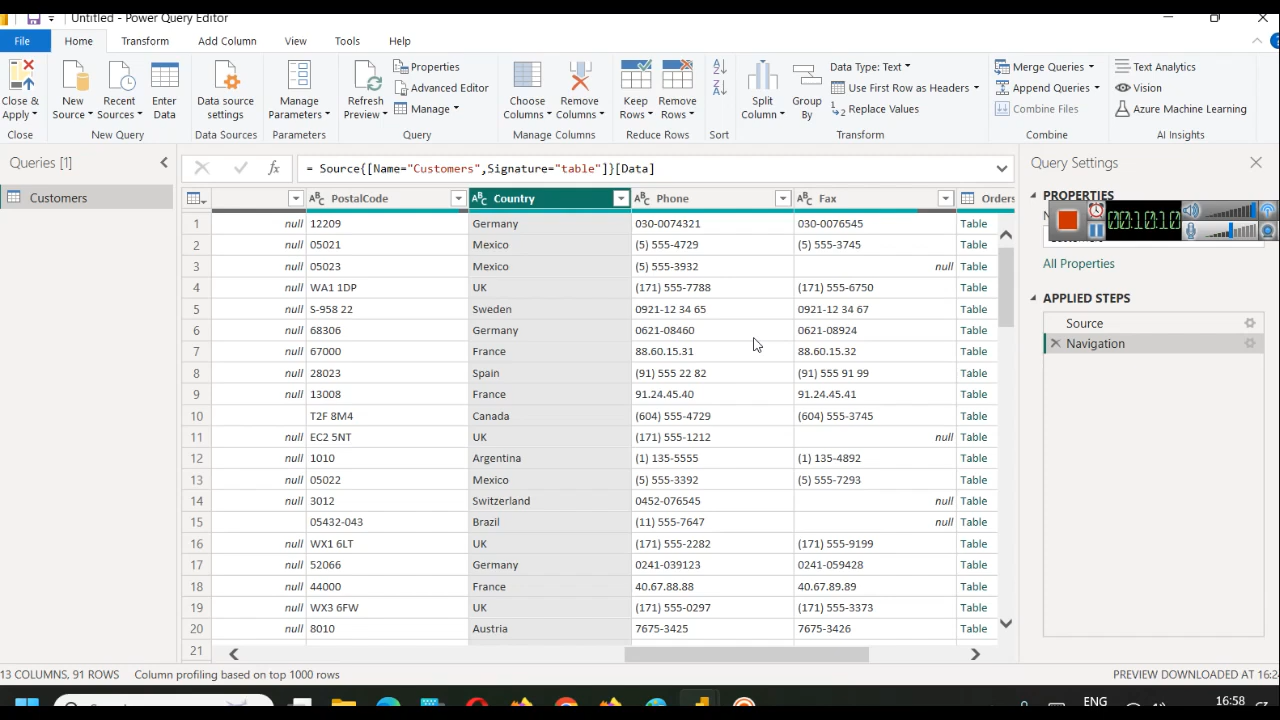 Untitled - Power Query Editor
File Home Transform Add Column View Tools Help
Close & Apply
New Source
Recent Sources
Enter Data
Data source settings
Manage Parameters
Refresh Preview
Properties
Advanced Editor
Manage
Choose Columns
Remove Columns
Keep Rows
Remove Rows
Split Column
Group By
Data Type: Text
Use First Row as Headers
Replace Values
Merge Queries
Append Queries
Combine Files
Text Analytics
Vision
Azure Machine Learning
Close New Query Data Sources Parameters Query Manage Columns Reduce Rows Sort Transform Combine AI Insights
Queries [1]
Customers
= Source{[Name="Customers",Signature="table"]}[Data]
PostalCode Country Phone Fax Orders
1 null 12209 Germany 030-0074321 030-0076545 Table
2 null 05021 Mexico (5) 555-4729 (5) 555-3745 Table
3 null 05023 Mexico (5) 555-3932 null Table
4 null WA1 1DP UK (171) 555-7788 (171) 555-6750 Table
5 null S-958 22 Sweden 0921-12 34 65 0921-12 34 67 Table
6 null 68306 Germany 0621-08460 0621-08924 Table
7 null 67000 France 88.60.15.31 88.60.15.32 Table
8 null 28023 Spain (91) 555 22 82 (91) 555 91 99 Table
9 null 13008 France 91.24.45.40 91.24.45.41 Table
10 T2F 8M4 Canada (604) 555-4729 (604) 555-3745 Table
11 null EC2 5NT UK (171) 555-1212 null Table
12 null 1010 Argentina (1) 135-5555 (1) 135-4892 Table
13 null 05022 Mexico (5) 555-3392 (5) 555-7293 Table
14 null 3012 Switzerland 0452-076545 null Table
15 05432-043 Brazil (11) 555-7647 null Table
16 null WX1 6LT UK (171) 555-2282 (171) 555-9199 Table
17 null 52066 Germany 0241-039123 0241-059428 Table
18 null 44000 France 40.67.88.88 40.67.89.89 Table
19 null WX3 6FW UK (171) 555-0297 (171) 555-3373 Table
20 null 8010 Austria 7675-3425 7675-3426 Table
21
Query Settings
PROPERTIES
00:10:10
All Properties
APPLIED STEPS
Source
Navigation
13 COLUMNS, 91 ROWS Column profiling based on top 1000 rows
PREVIEW DOWNLOADED AT 16:2
ENG
16:58